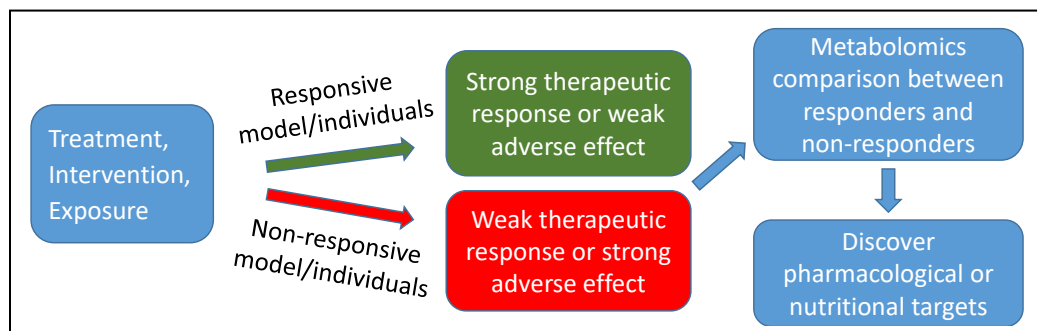 Treatment,
Intervention,
Exposure
Responsive
model/individuals
Non-responsive
model/individuals
Strong therapeutic
response or weak
adverse effect
Weak therapeutic
response or strong
adverse effect
Metabolomics
comparison between
responders and
non-responders
Discover
pharmacological or
nutritional targets